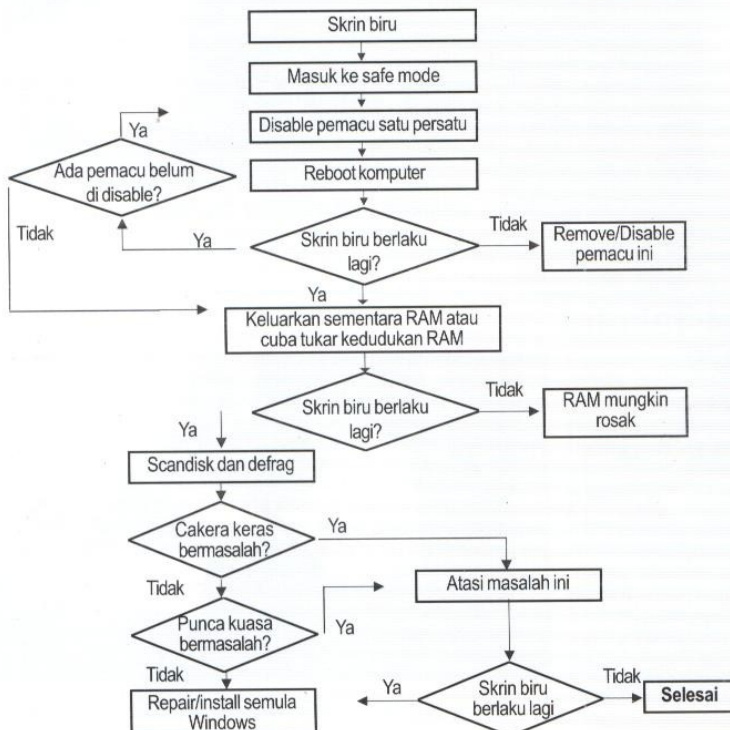 Skrin biru
Masuk ke safe mode
Disable pemacu satu persatu
Reboot komputer
Ya
Ada pemacu belum
di disable?
Tidak
Ya
Skrin biru berlaku
lagi?
Tidak
Remove/Disable
pemacu ini
Ya
Keluarkan sementara RAM atau
cuba tukar kedudukan RAM
Skrin biru berlaku
lagi?
Tidak
RAM mungkin
rosak
Ya
Scandisk dan defrag
Cakera keras
bermasalah?
Ya
Atasi masalah ini
Tidak
Punca kuasa
bermasalah?
Ya
Tidak
Repair/install semula
Windows
Ya
Skrin biru
berlaku lagi
Tidak
Selesai